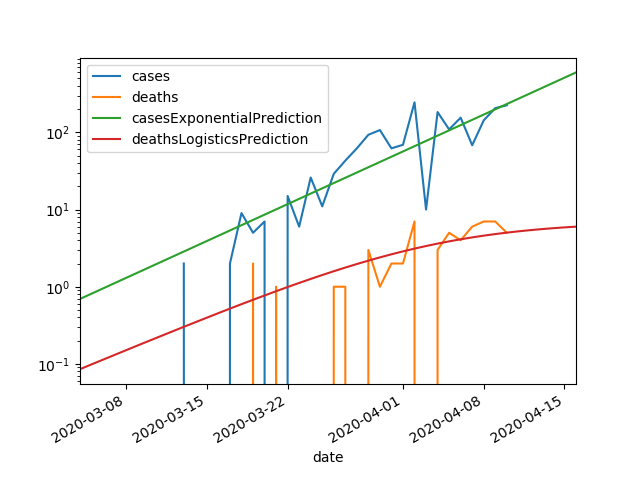 cases
deaths
casesExponentialPrediction
deathsLogisticsPrediction
10²
10¹
10⁰
10⁻¹
2020-03-08
2020-03-15
2020-03-22
2020-04-01
2020-04-08
2020-04-15
date